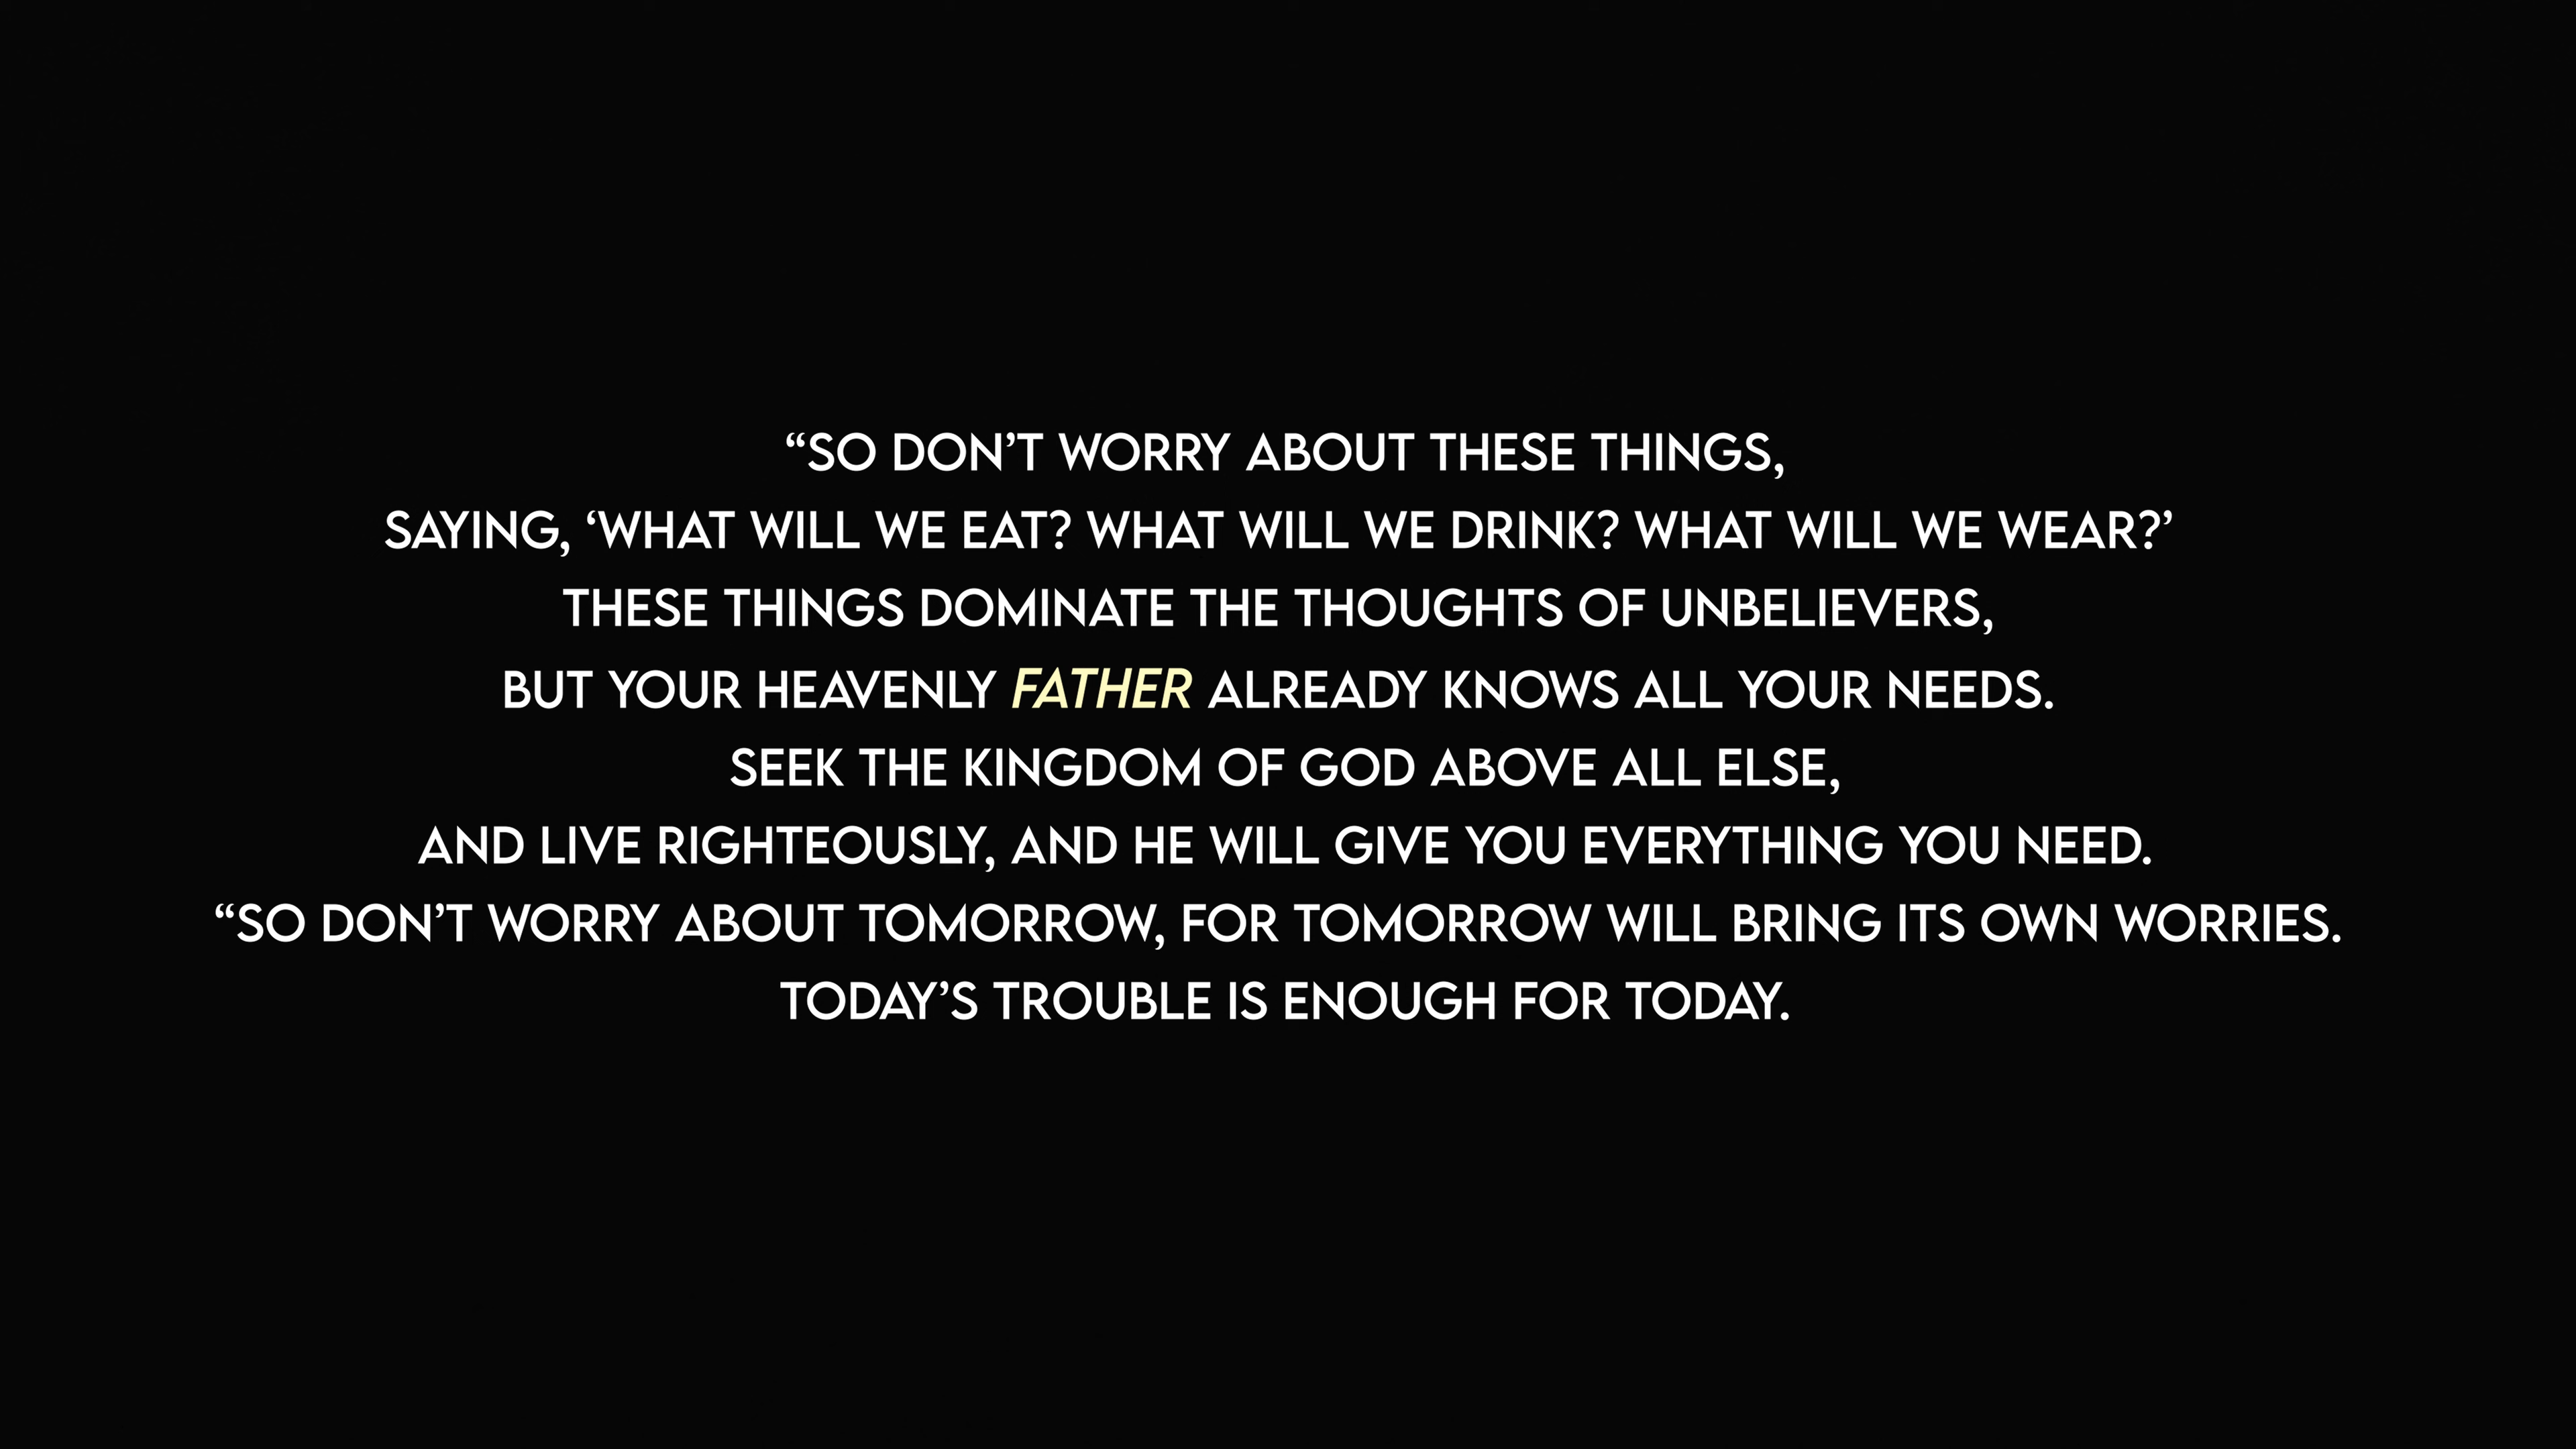 “SO DON’T WORRY ABOUT THESE THINGS,
SAYING, ‘WHAT WILL WE EAT? WHAT WILL WE DRINK? WHAT WILL WE WEAR?’
THESE THINGS DOMINATE THE THOUGHTS OF UNBELIEVERS,
BUT YOUR HEAVENLY FATHER ALREADY KNOWS ALL YOUR NEEDS.
SEEK THE KINGDOM OF GOD ABOVE ALL ELSE,
AND LIVE RIGHTEOUSLY, AND HE WILL GIVE YOU EVERYTHING YOU NEED.
“SO DON’T WORRY ABOUT TOMORROW, FOR TOMORROW WILL BRING ITS OWN WORRIES.
TODAY’S TROUBLE IS ENOUGH FOR TODAY.